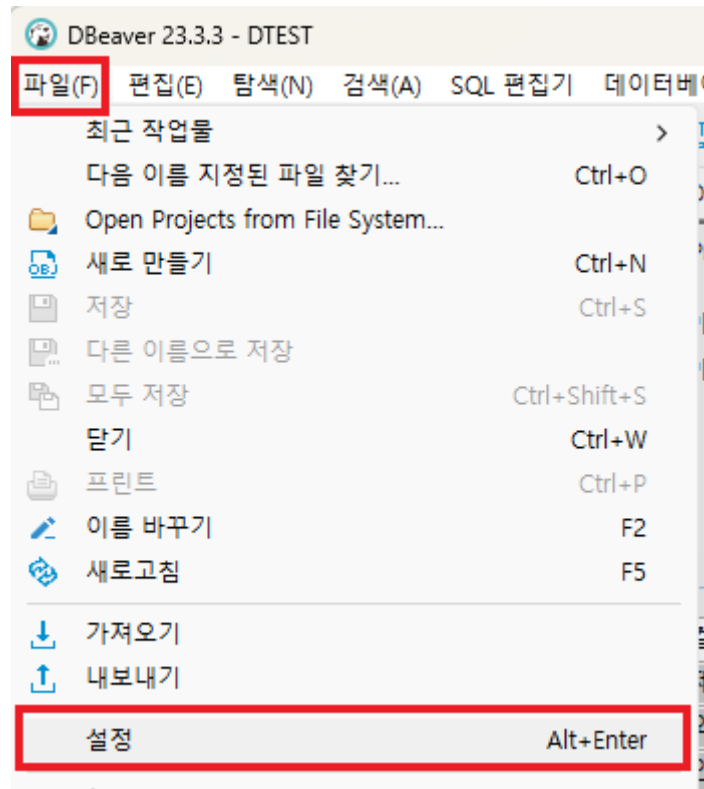 DBeaver 23.3.3 - DTEST
파일(F) 편집(E) 탐색(N) 검색(A) SQL 편집기
최근 작업물 >
다음 이름 지정된 파일 찾기... Ctrl+O
Open Projects from File System...
OBJ 새로 만들기 Ctrl+N
저장 Ctrl+S
다른 이름으로 저장
모두 저장 Ctrl+Shift+S
닫기 Ctrl+W
프린트 Ctrl+P
이름 바꾸기 F2
새로고침 F5
가져오기
내보내기
설정 Alt+Enter